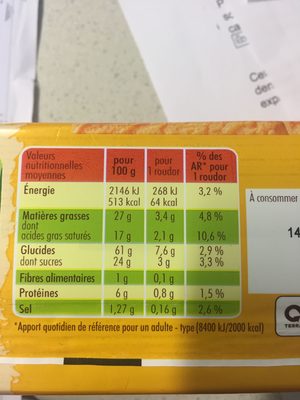 Cel
den
exp.
Valeurs nutritionnelles moyennes pour 100 g pour 1 roudor % des AR* pour 1 roudor
Énergie 2146 kJ 268 kJ 3,2 %
513 kcal 64 kcal
Matières grasses 27 g 3,4 g 4,8 %
dont
acides gras saturés 17 g 2,1 g 10,6 %
Glucides 61 g 7,6 g 2,9 %
dont sucres 24 g 3 g 3,3 %
Fibres alimentaires 1 g 0,1 g
Protéines 6 g 0,8 g 1,5 %
Sel 1,27 g 0,16 g 2,6 %
*Apport quotidien de référence pour un adulte - type (8400 kJ/2000 kcal)
À consommer
14
TERR